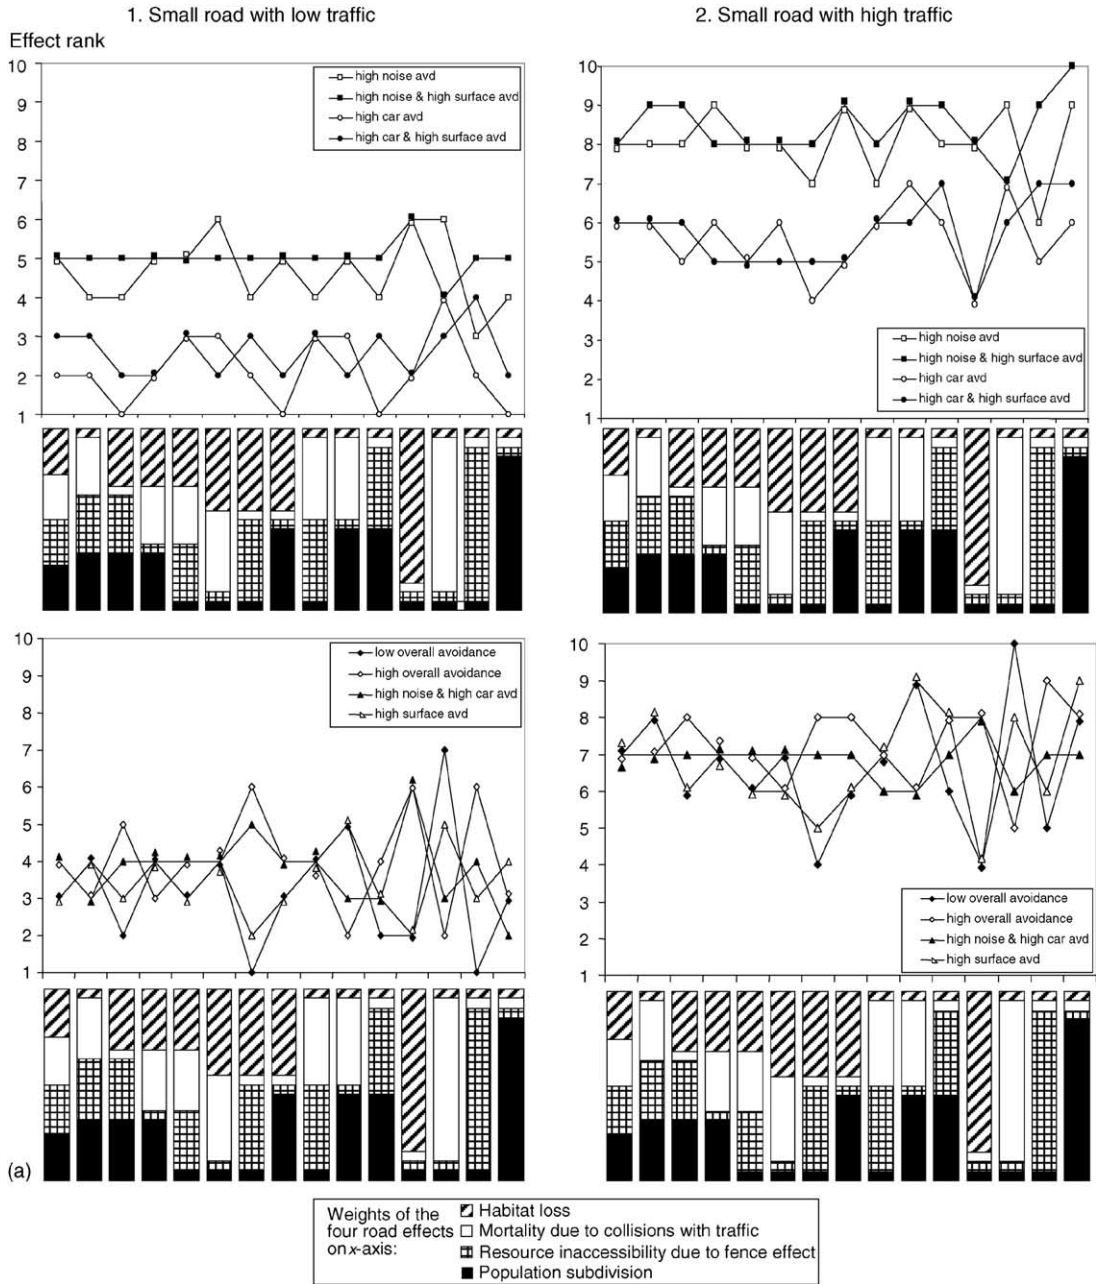 1. Small road with low traffic
2. Small road with high traffic
Effect rank
10
9
8
7
6
5
4
3
2
1
high noise avd
high noise & high surface avd
high car avd
high car & high surface avd
10
9
8
7
6
5
4
3
2
1
high noise avd
high noise & high surface avd
high car avd
high car & high surface avd
10
9
8
7
6
5
4
3
2
1
low overall avoidance
high overall avoidance
high noise & high car avd
high surface avd
10
9
8
7
6
5
4
3
2
1
low overall avoidance
high overall avoidance
high noise & high car avd
high surface avd
(a)
Weights of the
four road effects
on x-axis:
Habitat loss
Mortality due to collisions with traffic
Resource inaccessibility due to fence effect
Population subdivision